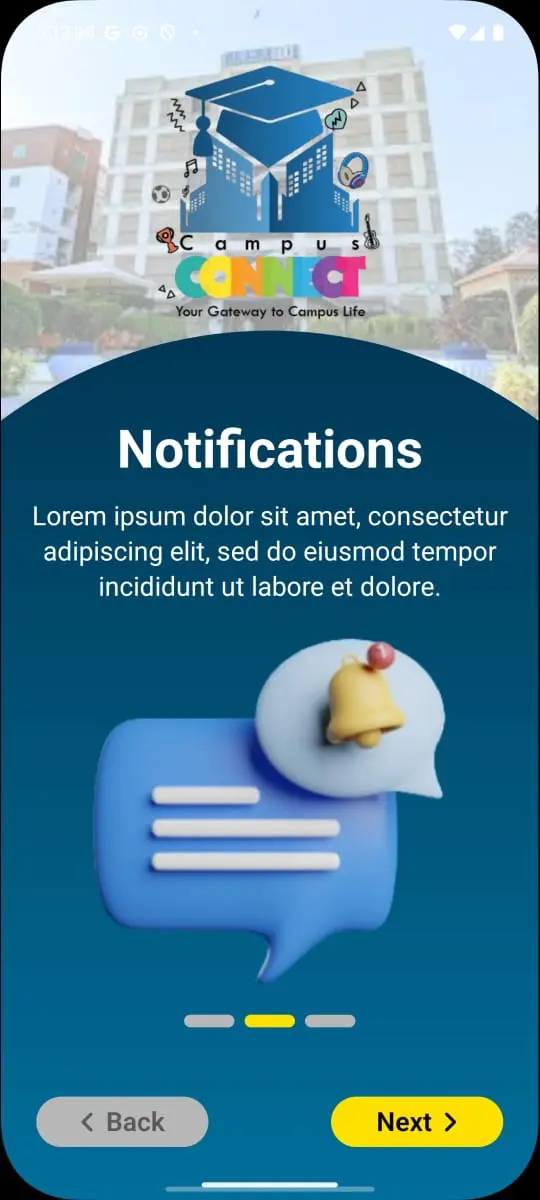 Campus
CONNECT
Your Gateway to Campus Life
Notifications
Lorem ipsum dolor sit amet, consectetur
adipiscing elit, sed do eiusmod tempor
incididunt ut labore et dolore.
1
Back
Next